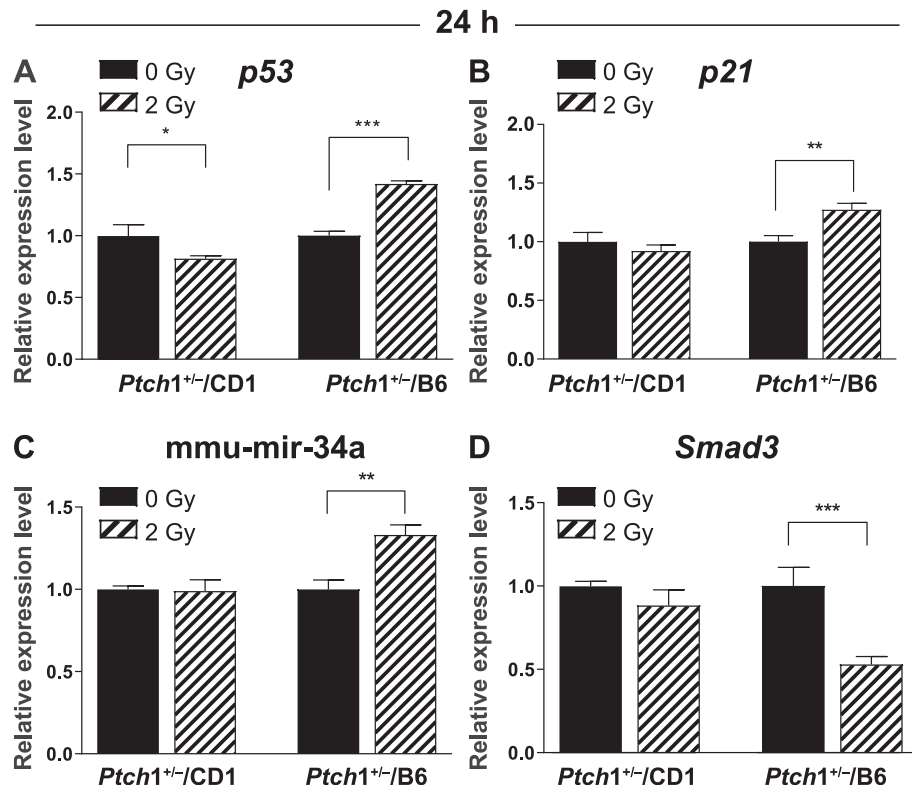 24 h
A
p53
0 Gy
2 Gy
Relative expression level
2.0
1.5
1.0
0.5
0.0
*
***
Ptch1+/–/CD1
Ptch1+/–/B6
B
p21
0 Gy
2 Gy
Relative expression level
2.0
1.5
1.0
0.5
0.0
**
Ptch1+/–/CD1
Ptch1+/–/B6
C
mmu-mir-34a
0 Gy
2 Gy
Relative expression level
1.5
1.0
0.5
0.0
**
Ptch1+/–/CD1
Ptch1+/–/B6
D
Smad3
0 Gy
2 Gy
Relative expression level
1.5
1.0
0.5
0.0
***
Ptch1+/–/CD1
Ptch1+/–/B6